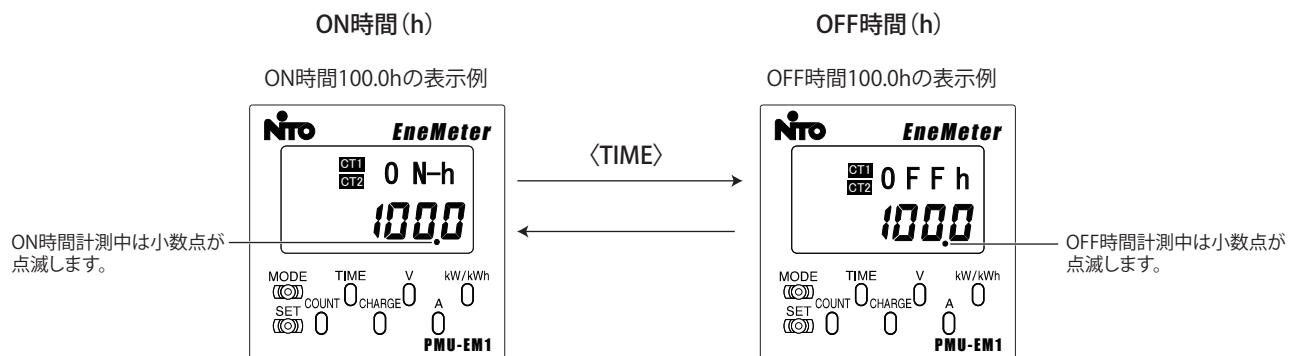 ON時間(h)
ON時間100.0hの表示例
NITO
EneMeter
CT1
CT2
ON-h
100.0
ON時間計測中は小数点が
点滅します。
MODE TIME V kW/kWh
SET COUNT CHARGE A
PMU-EM1
〈TIME〉
OFF時間(h)
OFF時間100.0hの表示例
NITO
EneMeter
CT1
CT2
OFFh
100.0
OFF時間計測中は小数点が
点滅します。
MODE TIME V kW/kWh
SET COUNT CHARGE A
PMU-EM1